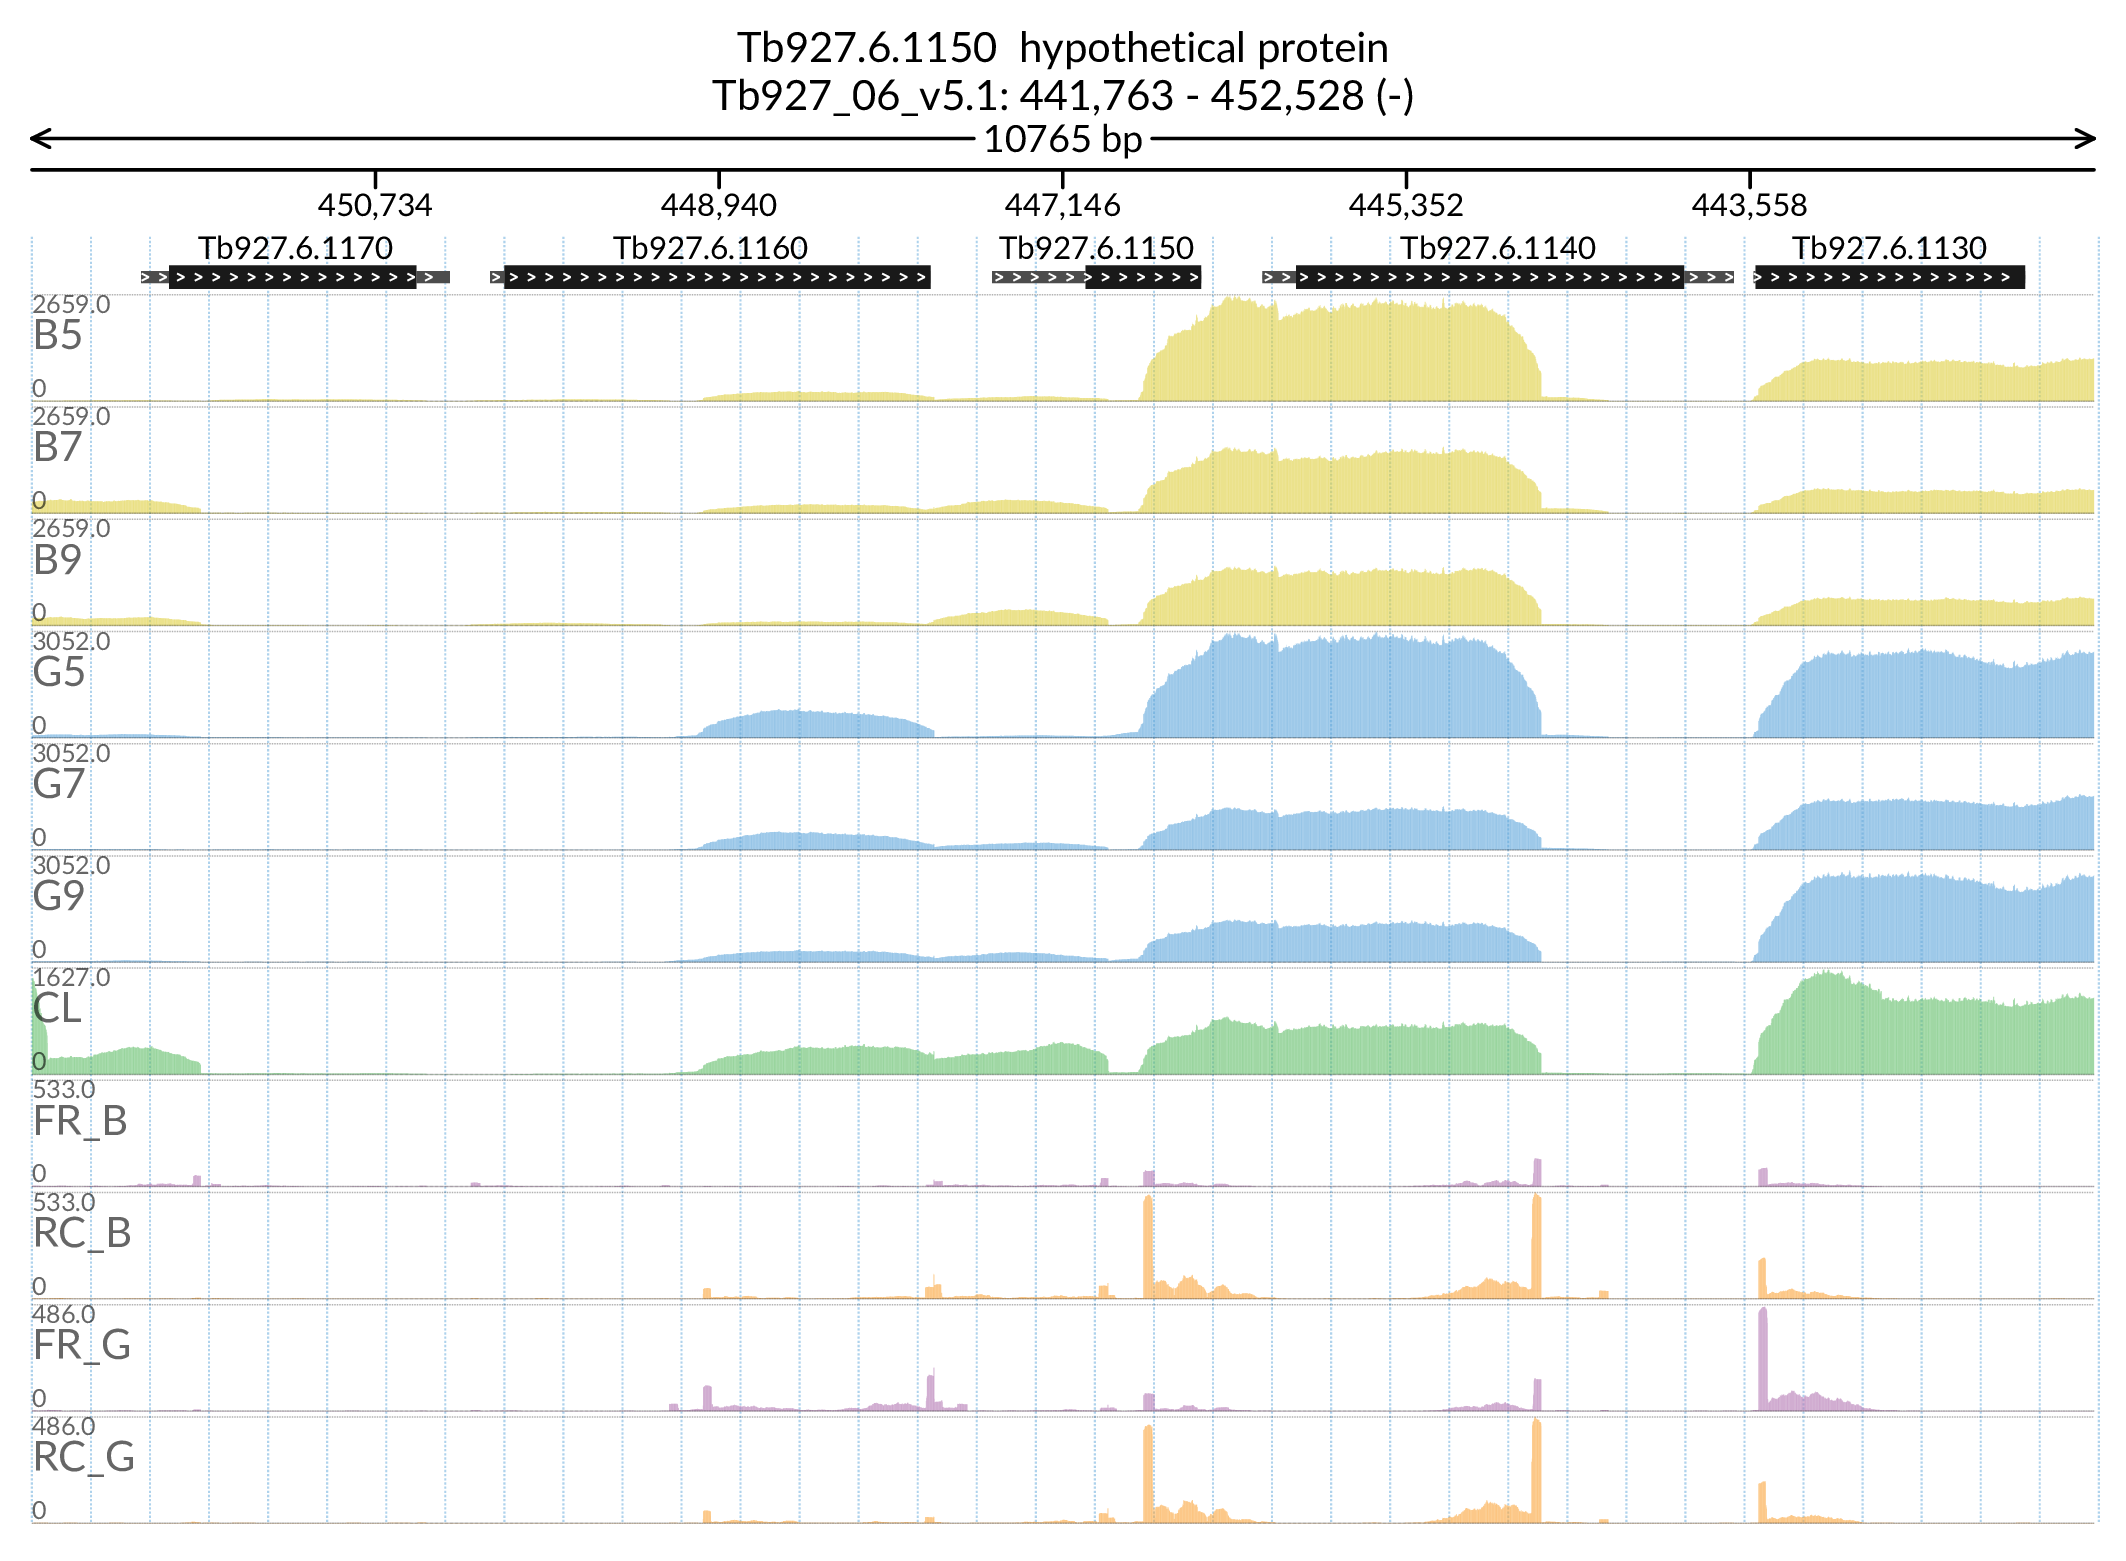 Tb927.6.1150 hypothetical protein
Tb927_06_v5.1: 441,763 - 452,528 (-)
10765 bp
450,734 448,940 447,146 445,352 443,558
Tb927.6.1170 Tb927.6.1160 Tb927.6.1150 Tb927.6.1140 Tb927.6.1130
2659.0
B5
0
2659.0
B7
0
2659.0
B9
0
3052.0
G5
0
3052.0
G7
0
3052.0
G9
0
1627.0
CL
0
533.0
FR_B
0
533.0
RC_B
0
486.0
FR_G
0
486.0
RC_G
0